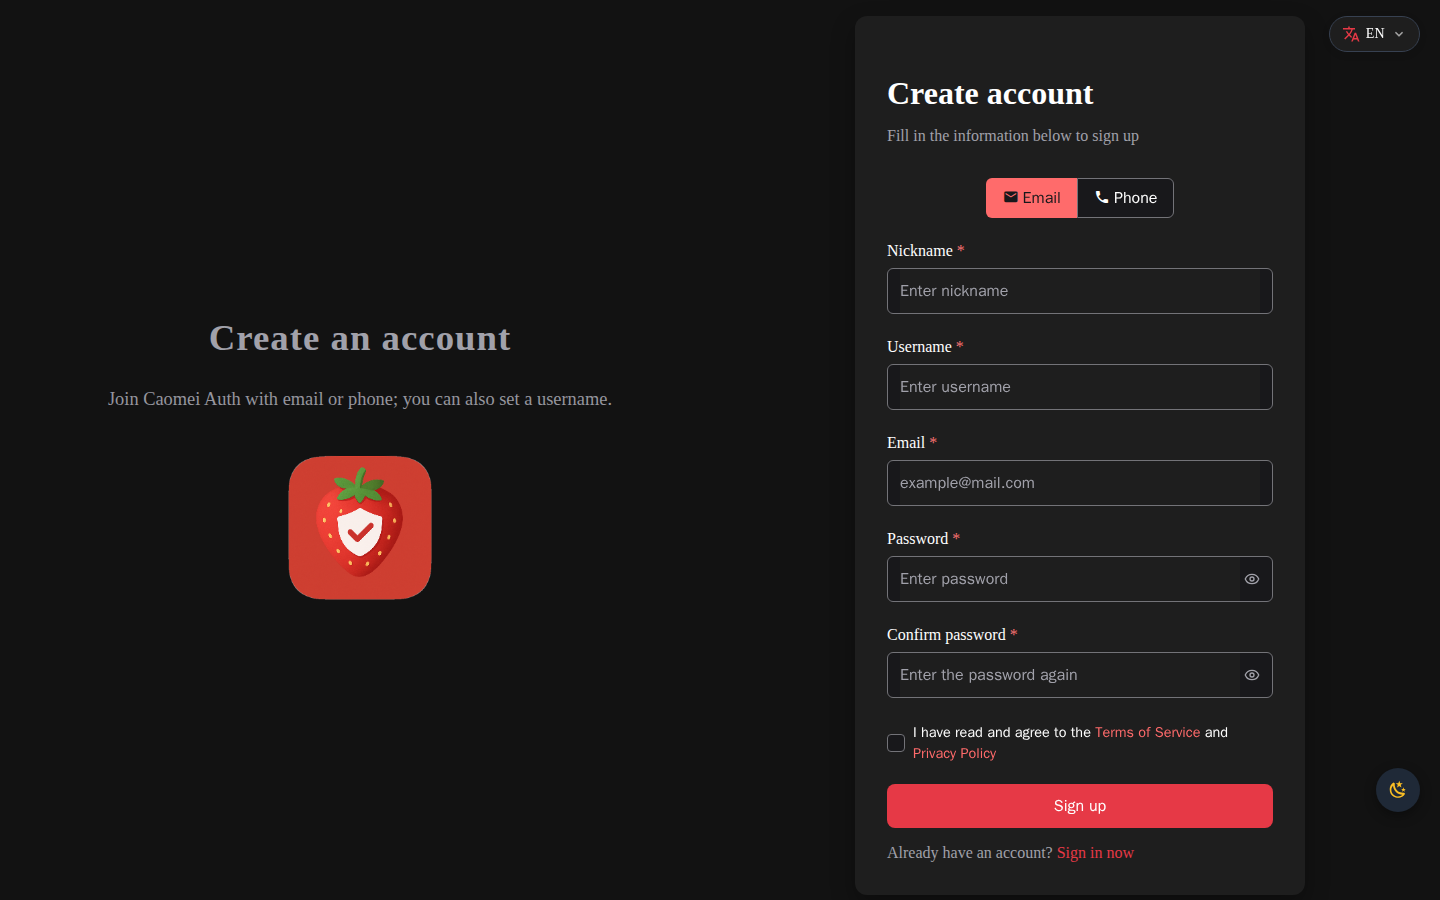 EN
Create account
Fill in the information below to sign up
Email
Phone
Nickname *
Enter nickname
Username *
Enter username
Create an account
Join Caomei Auth with email or phone; you can also set a username.
Email *
example@mail.com
Password *
Enter password
Confirm password *
Enter the password again
I have read and agree to the Terms of Service and
Privacy Policy
Sign up
Already have an account? Sign in now